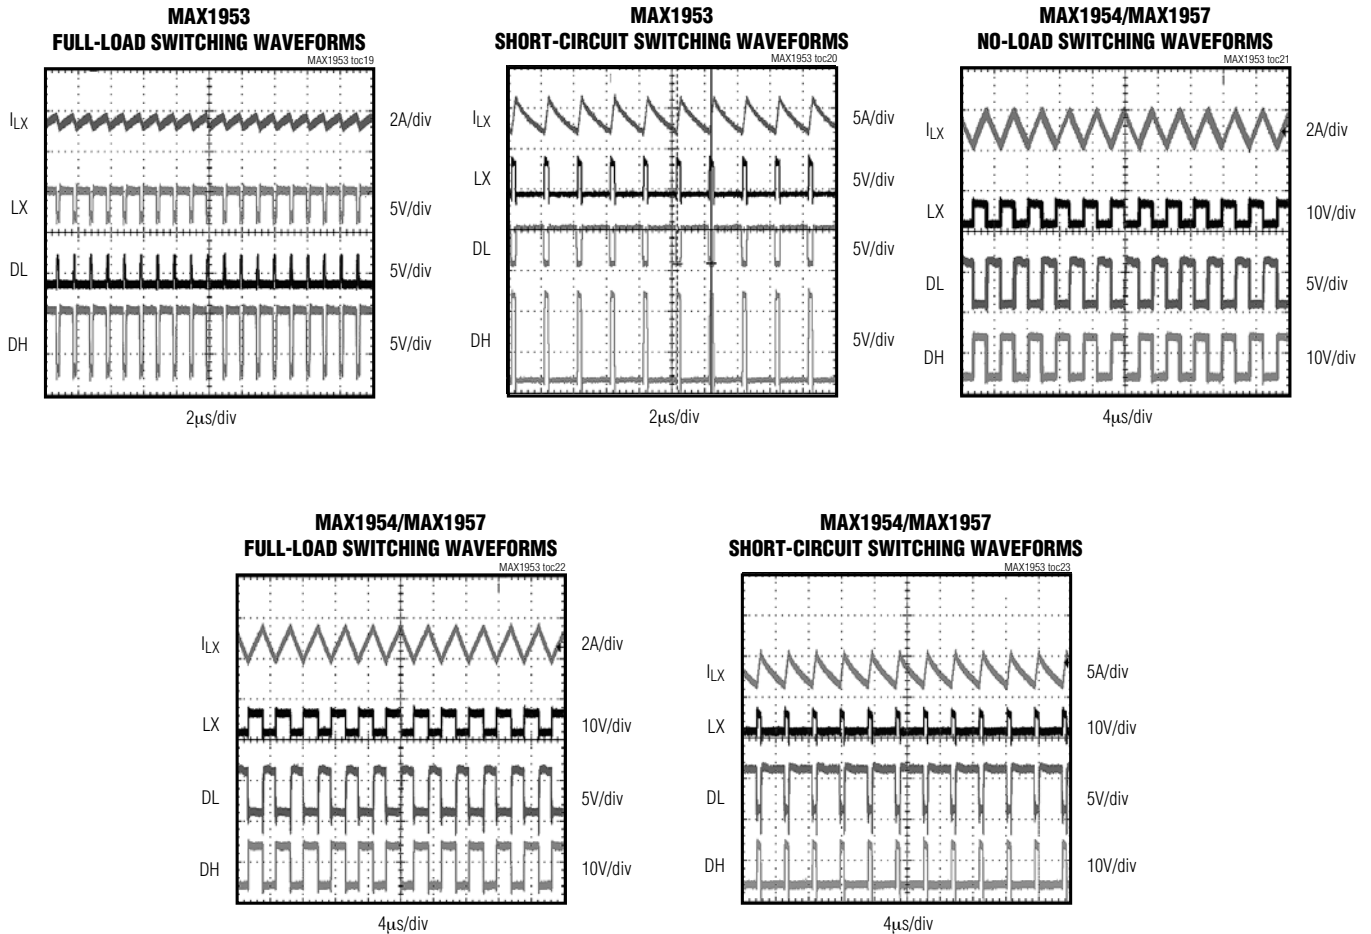 MAX1953
FULL-LOAD SWITCHING WAVEFORMS
MAX1953 toc19
ILX
2A/div
LX
5V/div
DL
5V/div
DH
5V/div
2μs/div
MAX1953
SHORT-CIRCUIT SWITCHING WAVEFORMS
MAX1953 toc20
ILX
5A/div
LX
5V/div
DL
5V/div
DH
5V/div
2μs/div
MAX1954/MAX1957
NO-LOAD SWITCHING WAVEFORMS
MAX1953 toc21
ILX
2A/div
LX
10V/div
DL
5V/div
DH
10V/div
4μs/div
MAX1954/MAX1957
FULL-LOAD SWITCHING WAVEFORMS
MAX1953 toc22
ILX
2A/div
LX
10V/div
DL
5V/div
DH
10V/div
4μs/div
MAX1954/MAX1957
SHORT-CIRCUIT SWITCHING WAVEFORMS
MAX1953 toc23
ILX
5A/div
LX
10V/div
DL
5V/div
DH
10V/div
4μs/div